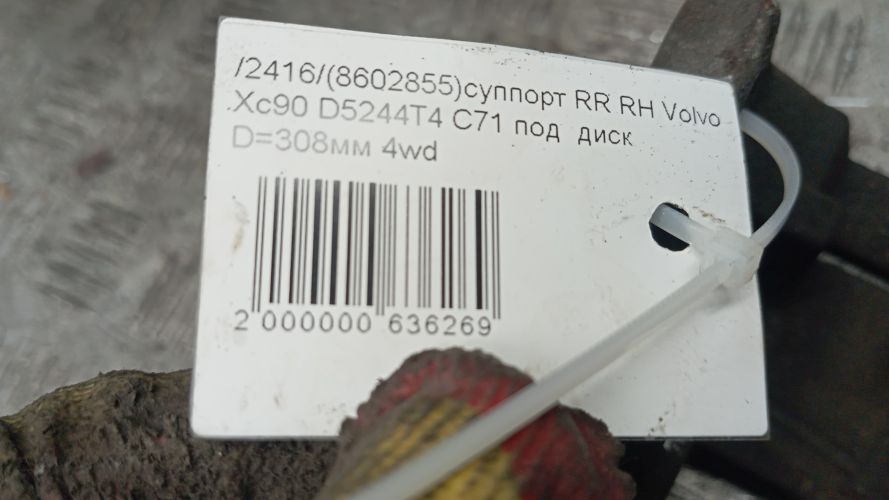 /2416/(8602855)суппорт RR RH Volvo
.Xc90 D5244T4 C71 под диск
D=308мм 4wd
2 000000 636269